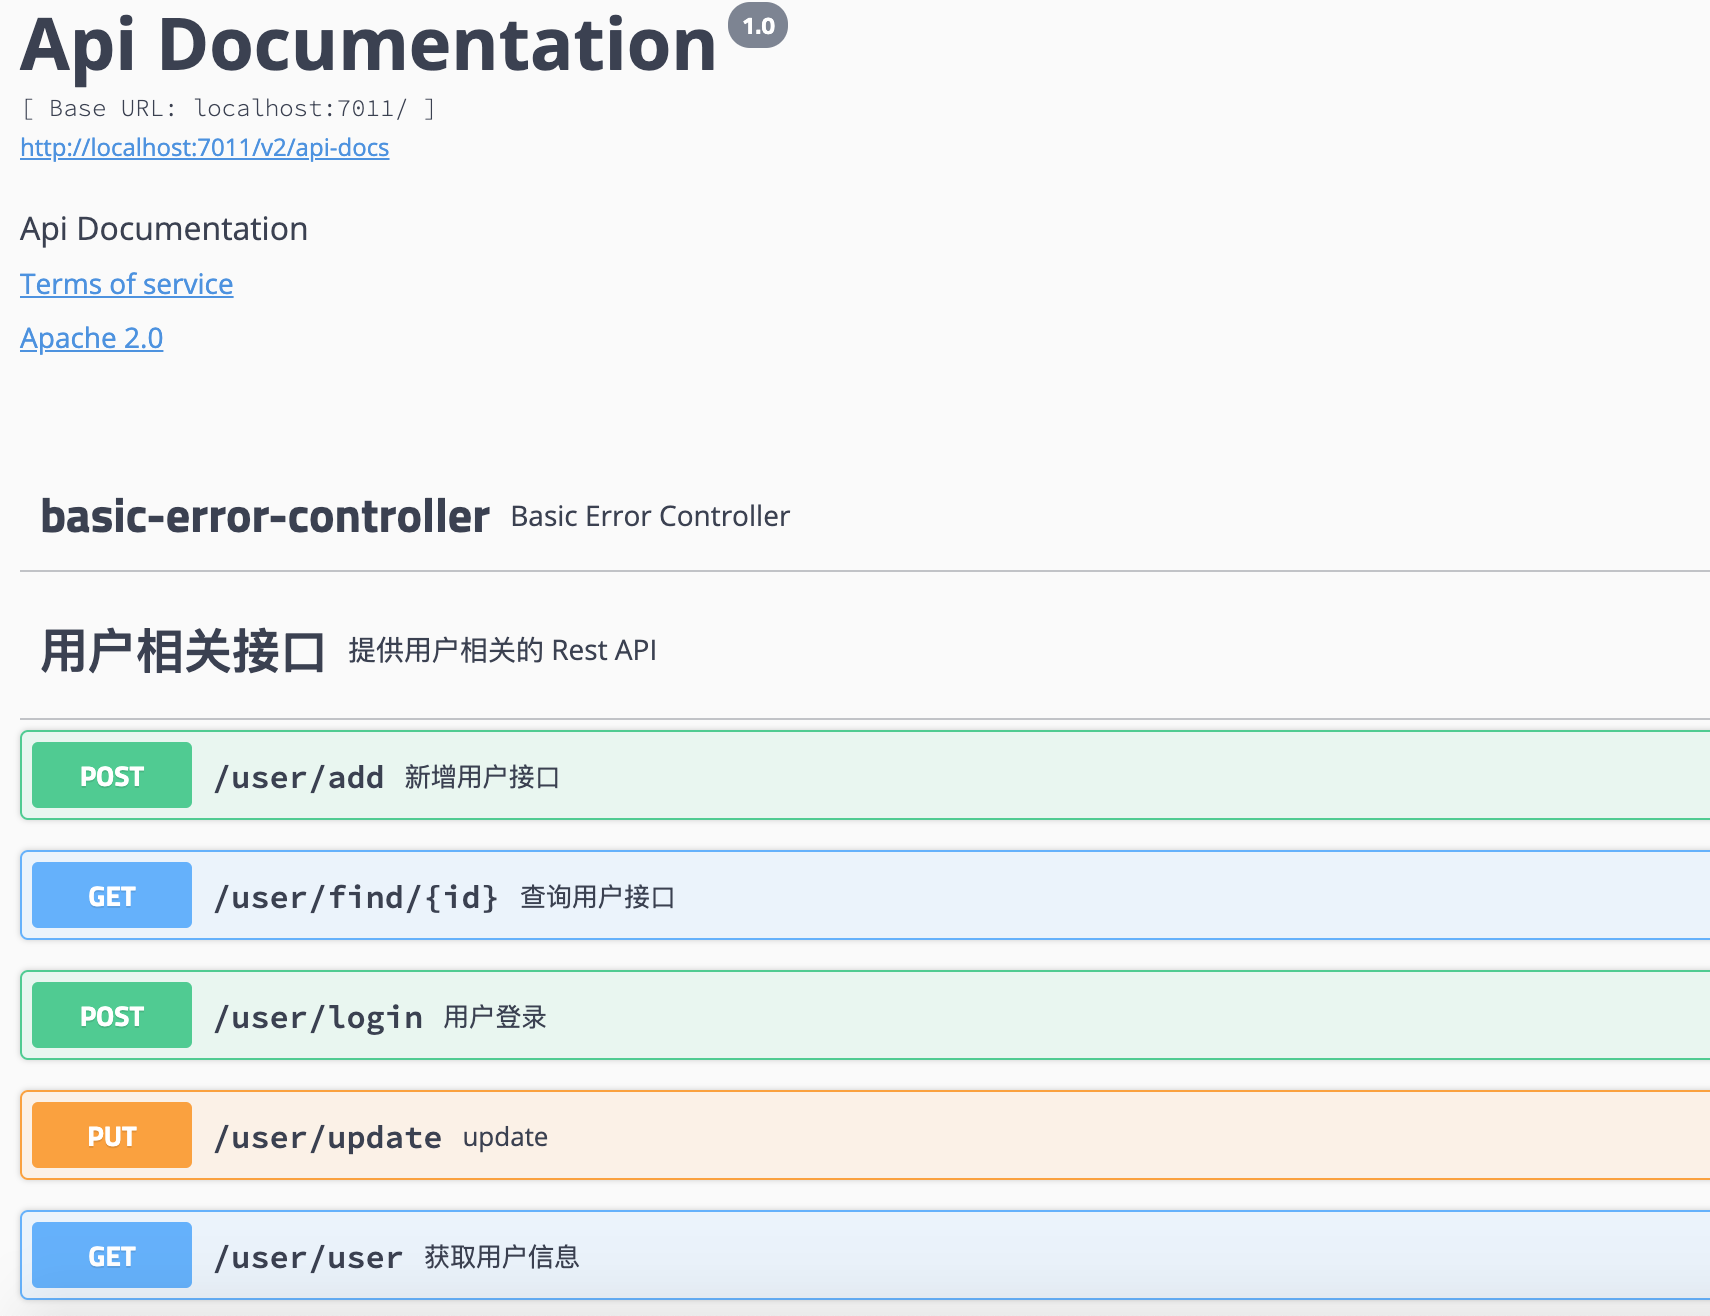 Api Documentation 1.0
[ Base URL: localhost:7011/ ]
http://localhost:7011/v2/api-docs
Api Documentation
Terms of service
Apache 2.0
basic-error-controller Basic Error Controller
用户相关接口 提供用户相关的 Rest API
POST /user/add 新增用户接口
GET /user/find/{id} 查询用户接口
POST /user/login 用户登录
PUT /user/update update
GET /user/user 获取用户信息